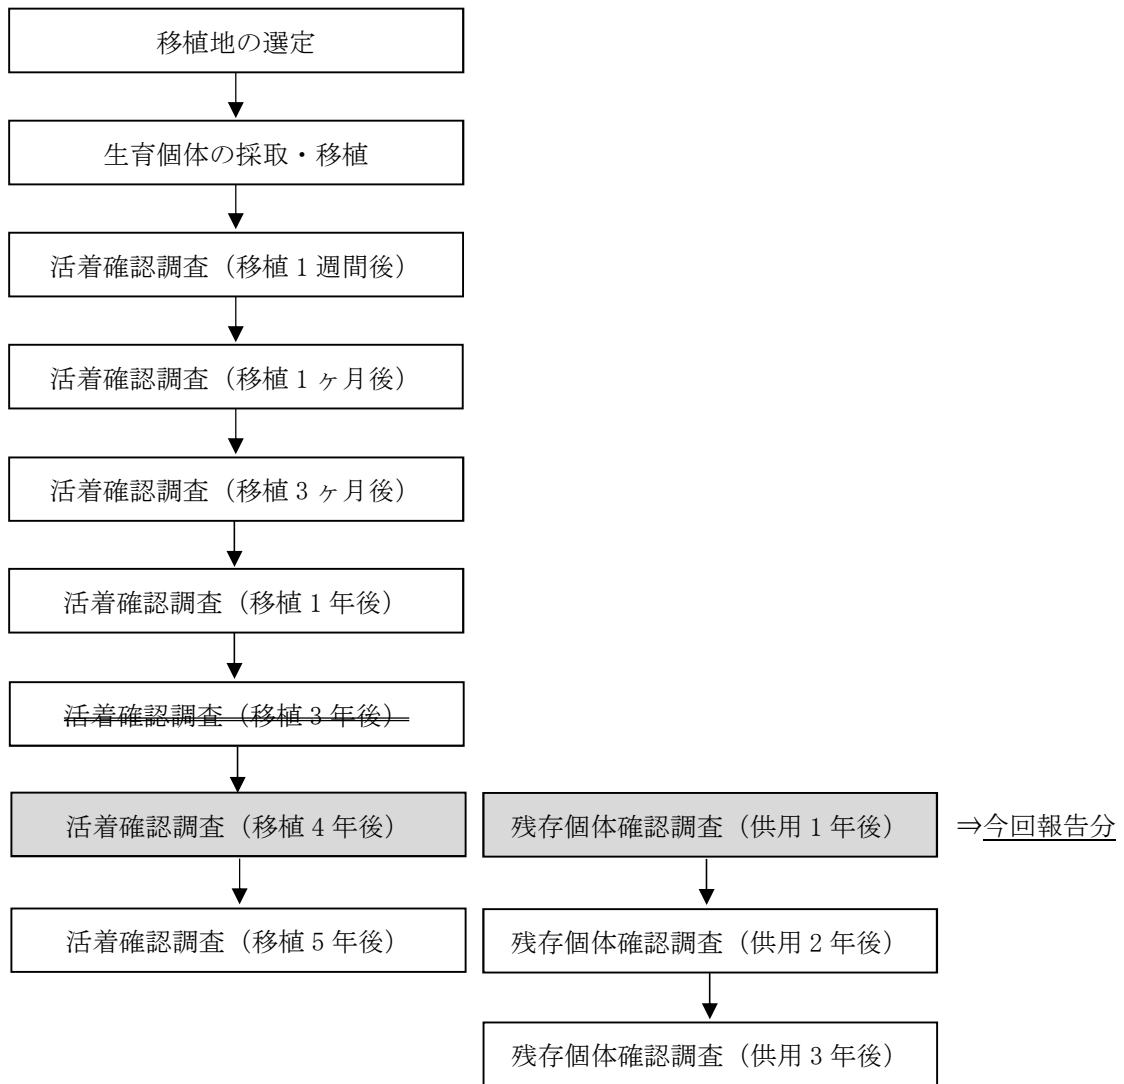 移植地の選定
生育個体の採取・移植
活着確認調査（移植1週間後）
活着確認調査（移植1ヶ月後）
活着確認調査（移植3ヶ月後）
活着確認調査（移植1年後）
活着確認調査（移植3年後）
活着確認調査（移植4年後）
残存個体確認調査（供用1年後）
⇒今回報告分
活着確認調査（移植5年後）
残存個体確認調査（供用2年後）
残存個体確認調査（供用3年後）